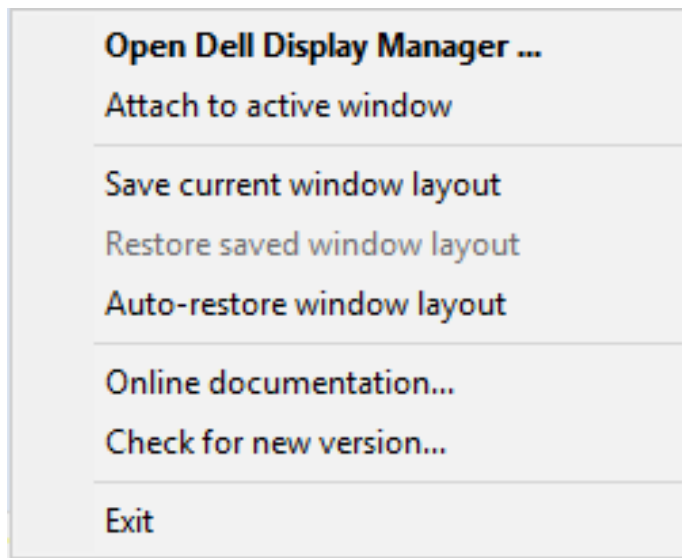 Open Dell Display Manager ...
Attach to active window
Save current window layout
Restore saved window layout
Auto-restore window layout
Online documentation...
Check for new version...
Exit